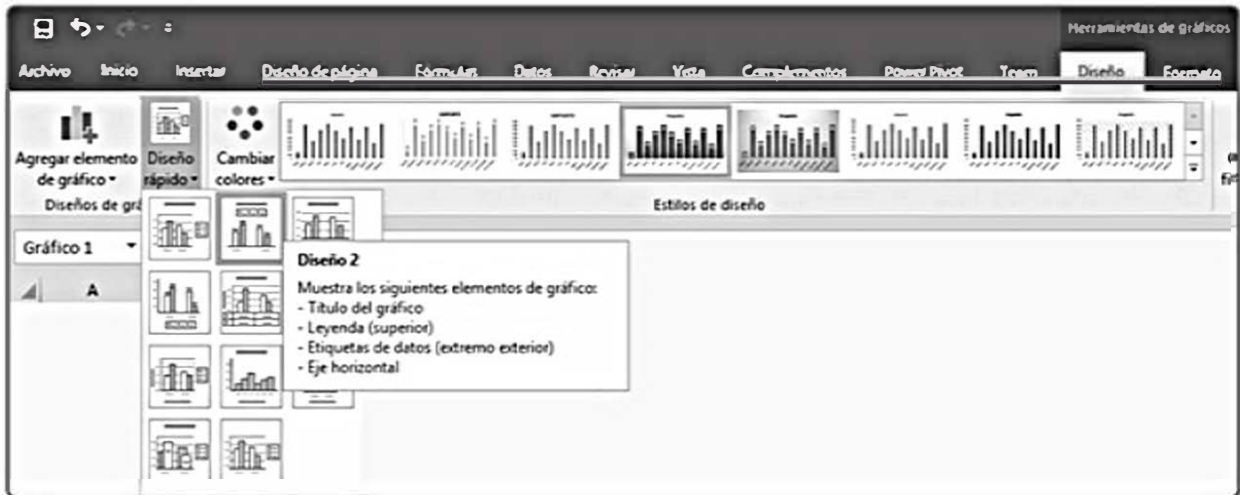 Herramientas de gráficos
Archivo Inicio Insertar Diseño de página Fórmulas Datos Revisar Vista Complementos Power Pivot Team Diseño Formato
Agregar elemento de gráfico
Diseño rápido
Cambiar colores
Diseños de grá
Estilos de diseño
Gráfico 1
A
Diseño 2
Muestra los siguientes elementos de gráfico:
- Título del gráfico
- Leyenda (superior)
- Etiquetas de datos (extremo exterior)
- Eje horizontal